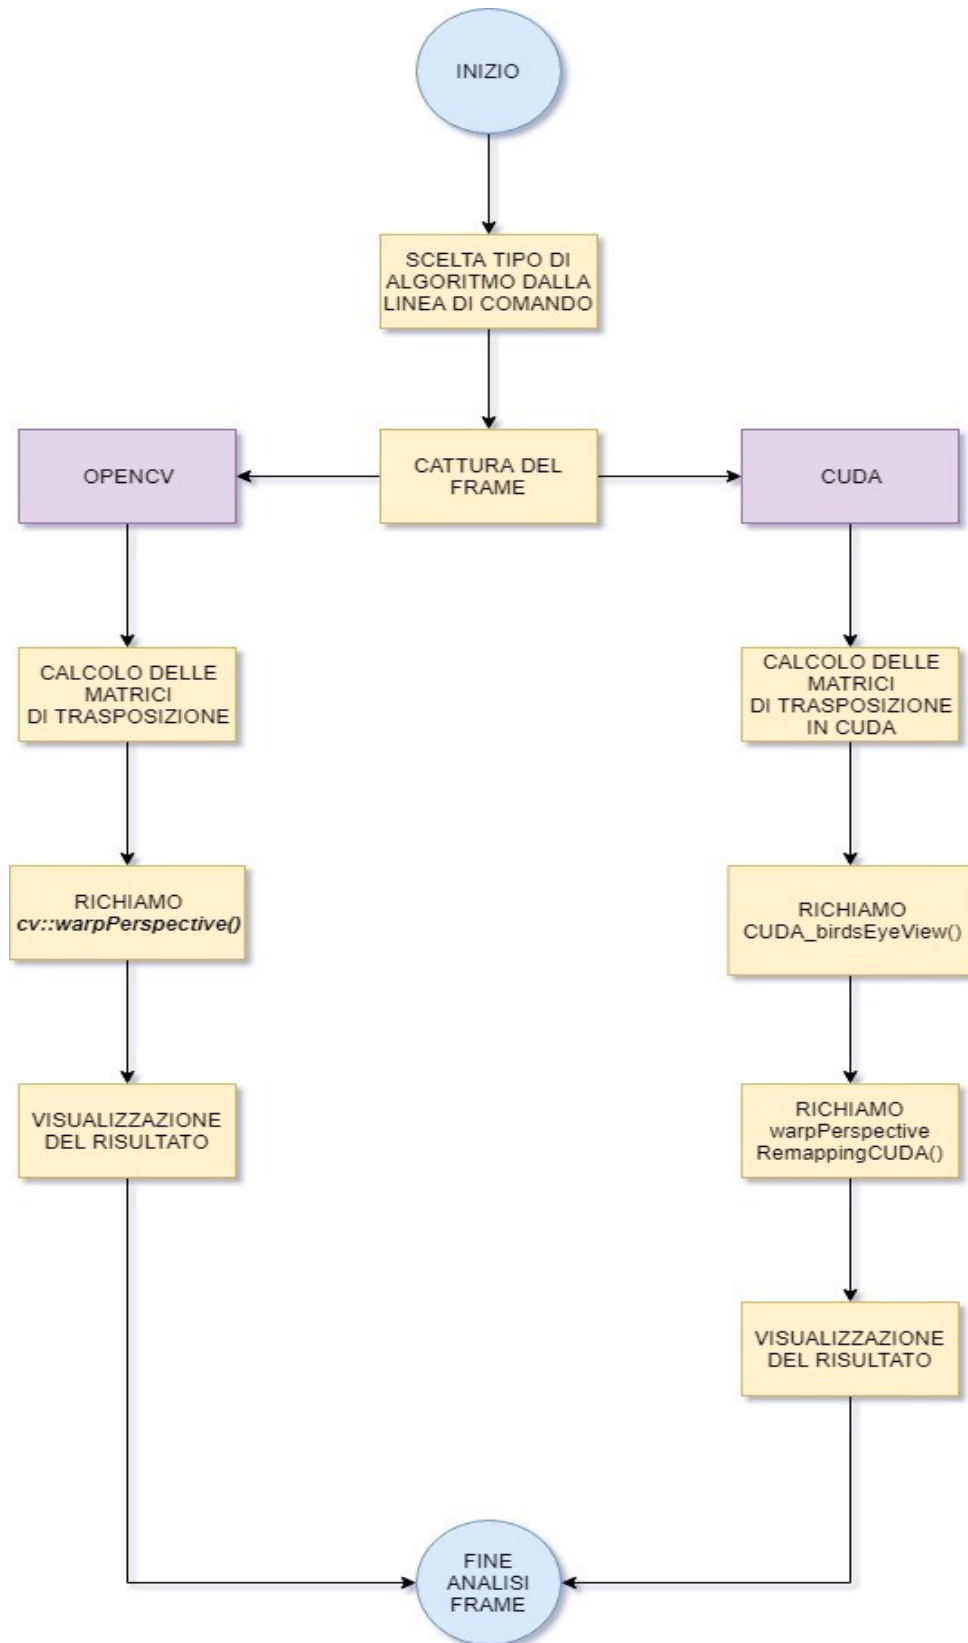 INIZIO
SCELTA TIPO DI
ALGORITMO DALLA
LINEA DI COMANDO
OPENCV
CATTURA DEL
FRAME
CUDA
CALCOLO DELLE
MATRICI
DI TRASPOSIZIONE
CALCOLO DELLE
MATRICI
DI TRASPOSIZIONE
IN CUDA
RICHIAMO
cv::warpPerspective()
RICHIAMO
CUDA_birdsEyeView()
VISUALIZZAZIONE
DEL RISULTATO
RICHIAMO
warpPerspective
RemappingCUDA()
VISUALIZZAZIONE
DEL RISULTATO
FINE
ANALISI
FRAME